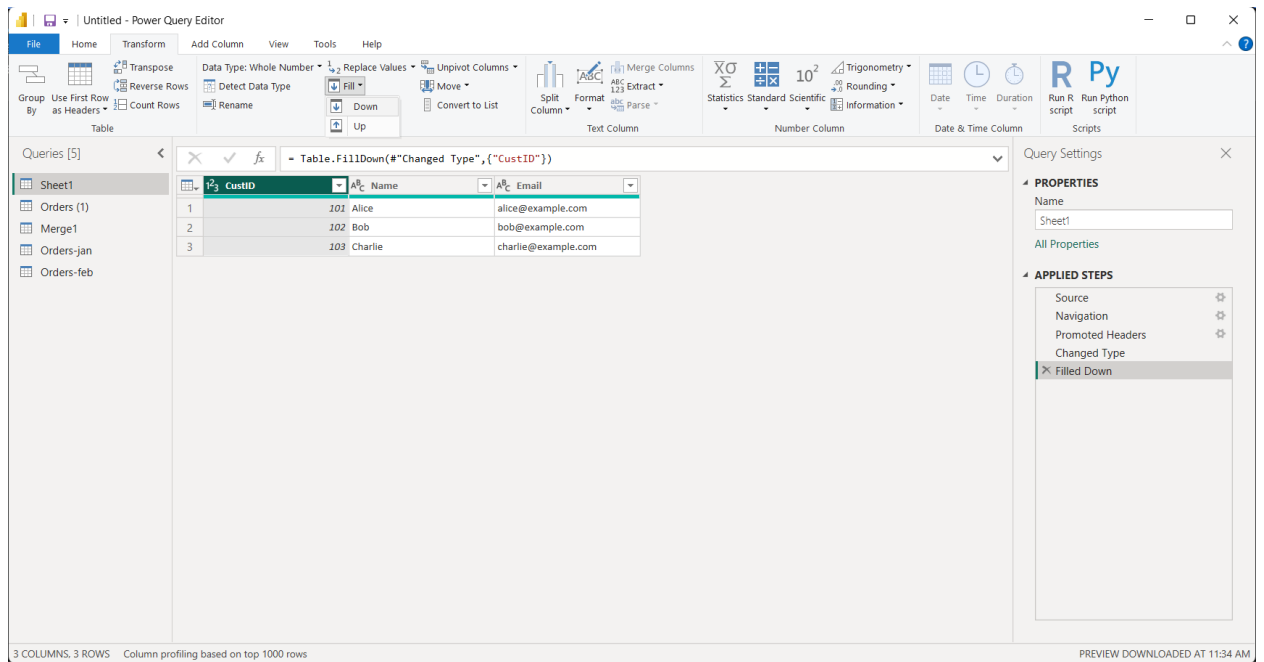 Untitled - Power Query Editor
File Home Transform Add Column View Tools Help
Group By
Use First Row as Headers
Transpose
Reverse Rows
Count Rows
Table
Data Type: Whole Number
Detect Data Type
Rename
Replace Values
Fill
Down
Up
Unpivot Columns
Move
Convert to List
Split Column
Format
Merge Columns
Extract
Parse
Text Column
Statistics
Standard
Scientific
Trigonometry
Rounding
Information
Number Column
Date
Time
Duration
Date & Time Column
R
Run R script
Py
Run Python script
Scripts
Queries [5]
Sheet1
Orders (1)
Merge1
Orders-jan
Orders-feb
fx
= Table.FillDown(#"Changed Type",{"CustID"})
1²3 CustID ABC Name ABC Email
1 101 Alice alice@example.com
2 102 Bob bob@example.com
3 103 Charlie charlie@example.com
Query Settings
PROPERTIES
Name
Sheet1
All Properties
APPLIED STEPS
Source
Navigation
Promoted Headers
Changed Type
Filled Down
3 COLUMNS, 3 ROWS Column profiling based on top 1000 rows
PREVIEW DOWNLOADED AT 11:34 AM